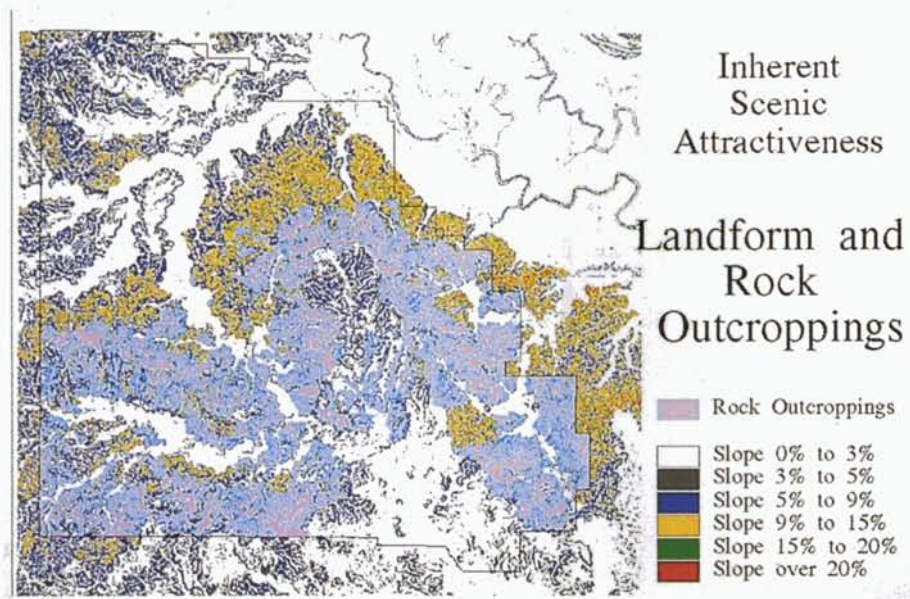 Inherent
Scenic
Attractiveness
Landform and
Rock
Outcroppings
Rock Outcroppings
Slope 0% to 3%
Slope 3% to 5%
Slope 5% to 9%
Slope 9% to 15%
Slope 15% to 20%
Slope over 20%